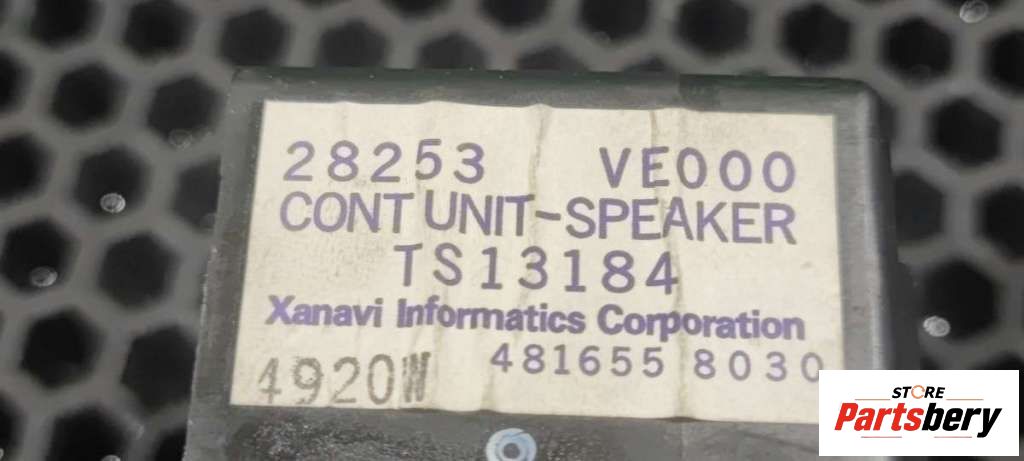 28253 VE000
CONT UNIT-SPEAKER
TS13184
Xanavi Informatics Corporation
4920W 481655 8030
STORE
Partsbery